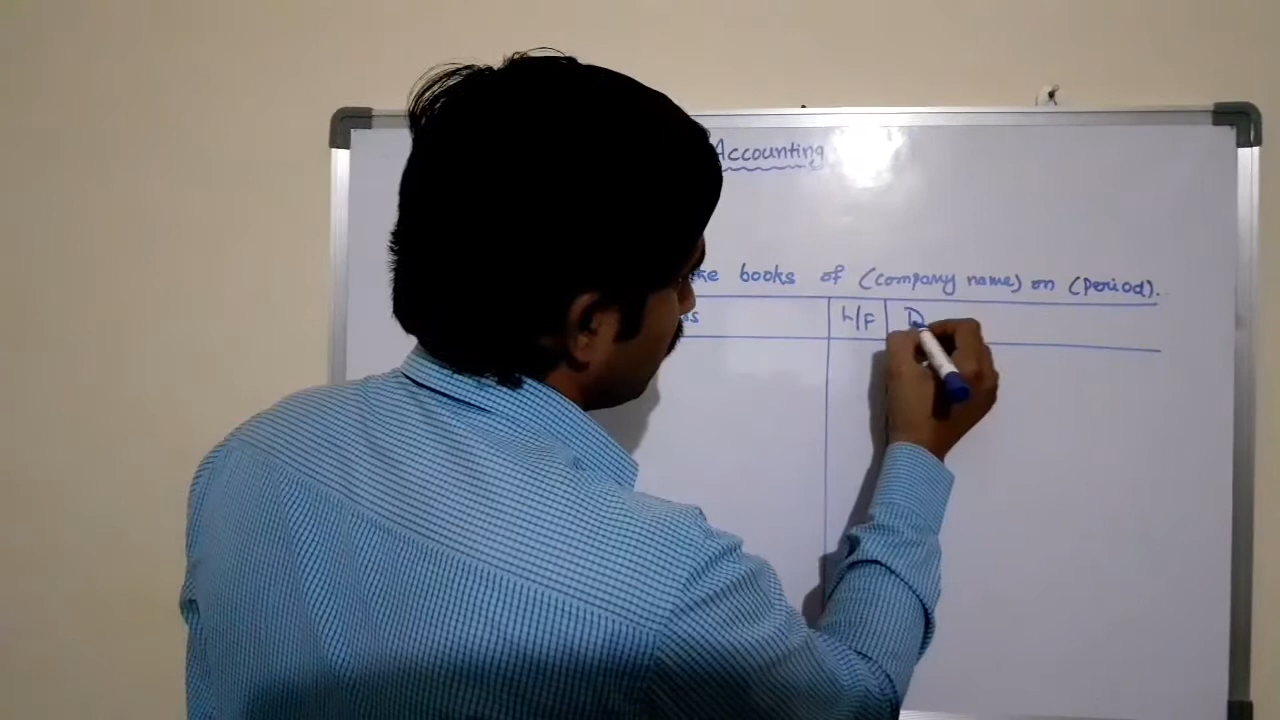 Accounting
books of (company name) on (period).
L/F D